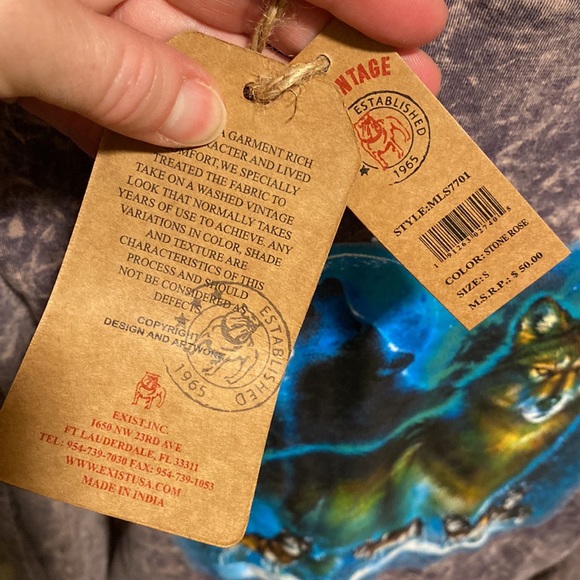 A GARMENT RICH
ACTER AND LIVED
MFORT, WE SPECIALLY
TREATED THE FABRIC TO
TAKE ON A WASHED VINTAGE
LOOK THAT NORMALLY TAKES
YEARS OF USE TO ACHIEVE. ANY
VARIATIONS IN COLOR, SHADE
AND TEXTURE ARE
CHARACTERISTICS OF THIS
PROCESS AND SHOULD
NOT BE CONSIDERED AS
DEFECTS
COPYRIGHT
DESIGN AND ARTWORK
ESTABLISHED
1965
EXIST, INC.
1650 NW 23RD AVE
FT LAUDERDALE, FL 33311
TEL: 954-739-7030 FAX: 954-739-1053
WWW.EXISTUSA.COM
MADE IN INDIA
NTAGE
ESTABLISHED
1965
STYLE:MLS7701
COLOR: STONE ROSE
SIZE: S
M.S.R.P.: $ 50.00